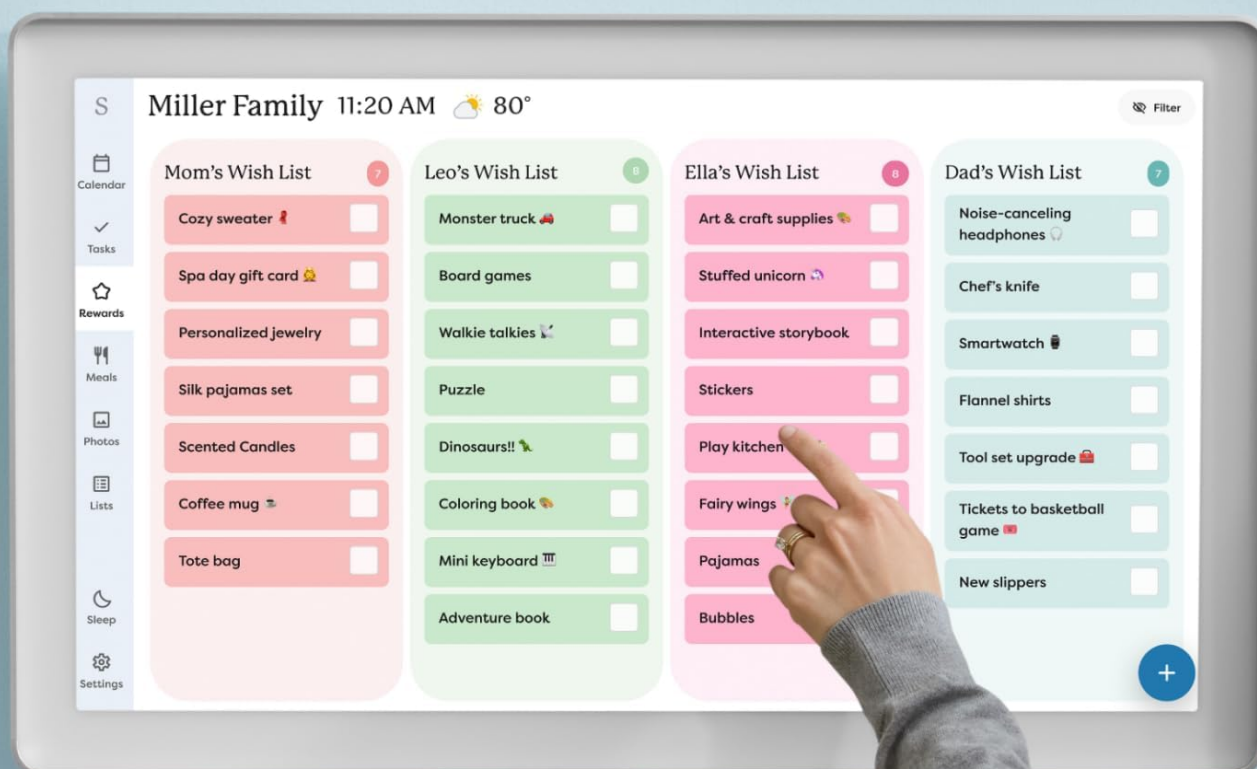 S
Miller Family 11:20 AM 80°
Filter
Calendar
Tasks
Rewards
Meals
Photos
Lists
Sleep
Settings
Mom's Wish List 7
Cozy sweater
Spa day gift card
Personalized jewelry
Silk pajamas set
Scented Candles
Coffee mug
Tote bag
Leo's Wish List 8
Monster truck
Board games
Walkie talkies
Puzzle
Dinosaurs!!
Coloring book
Mini keyboard
Adventure book
Ella's Wish List 8
Art & craft supplies
Stuffed unicorn
Interactive storybook
Stickers
Play kitchen
Fairy wings
Pajamas
Bubbles
Dad's Wish List 7
Noise-canceling
headphones
Chef's knife
Smartwatch
Flannel shirts
Tool set upgrade
Tickets to basketball
game
New slippers
+